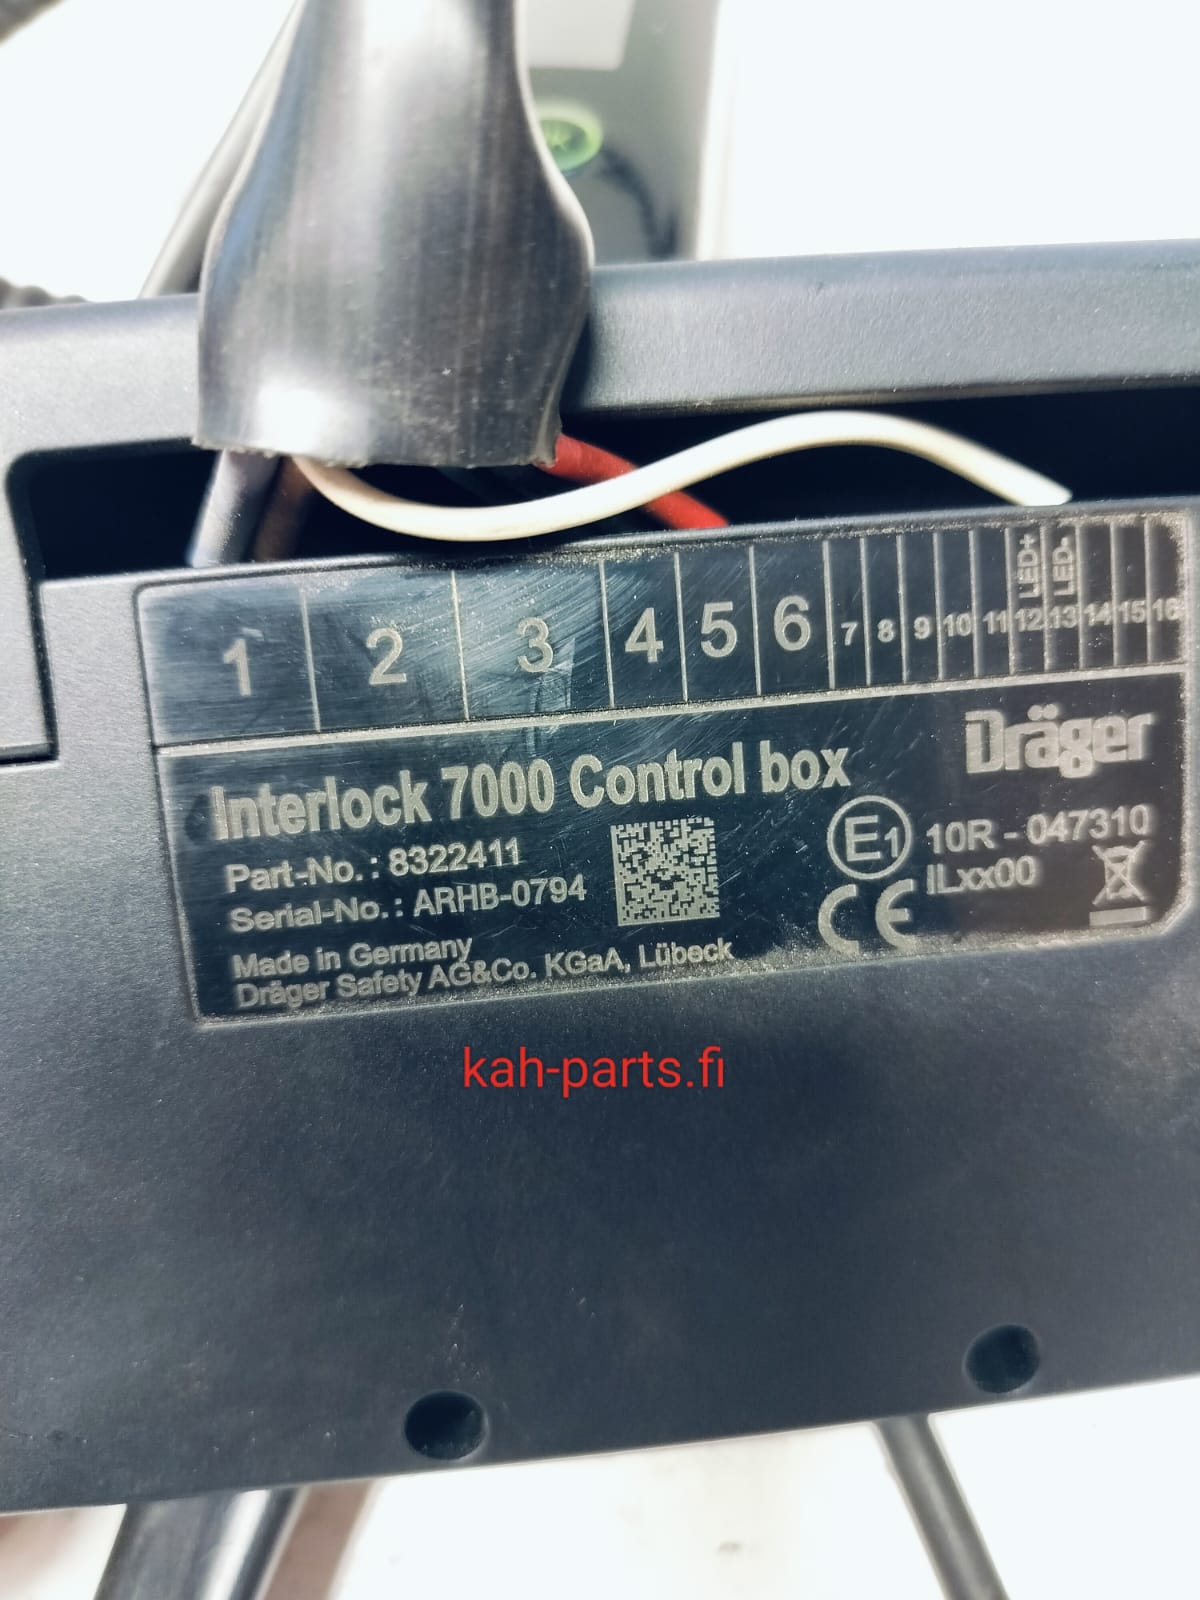 LED+
LED-
1 2 3 4 5 6 7 8 9 10 11 12 13 14 15 16
Dräger
Interlock 7000 Control box
Part-No.: 8322411
Serial-No.: ARHB-0794
E1 10R - 047310
ILxx00
CE
Made in Germany
Dräger Safety AG&Co. KGaA, Lübeck
kah-parts.fi